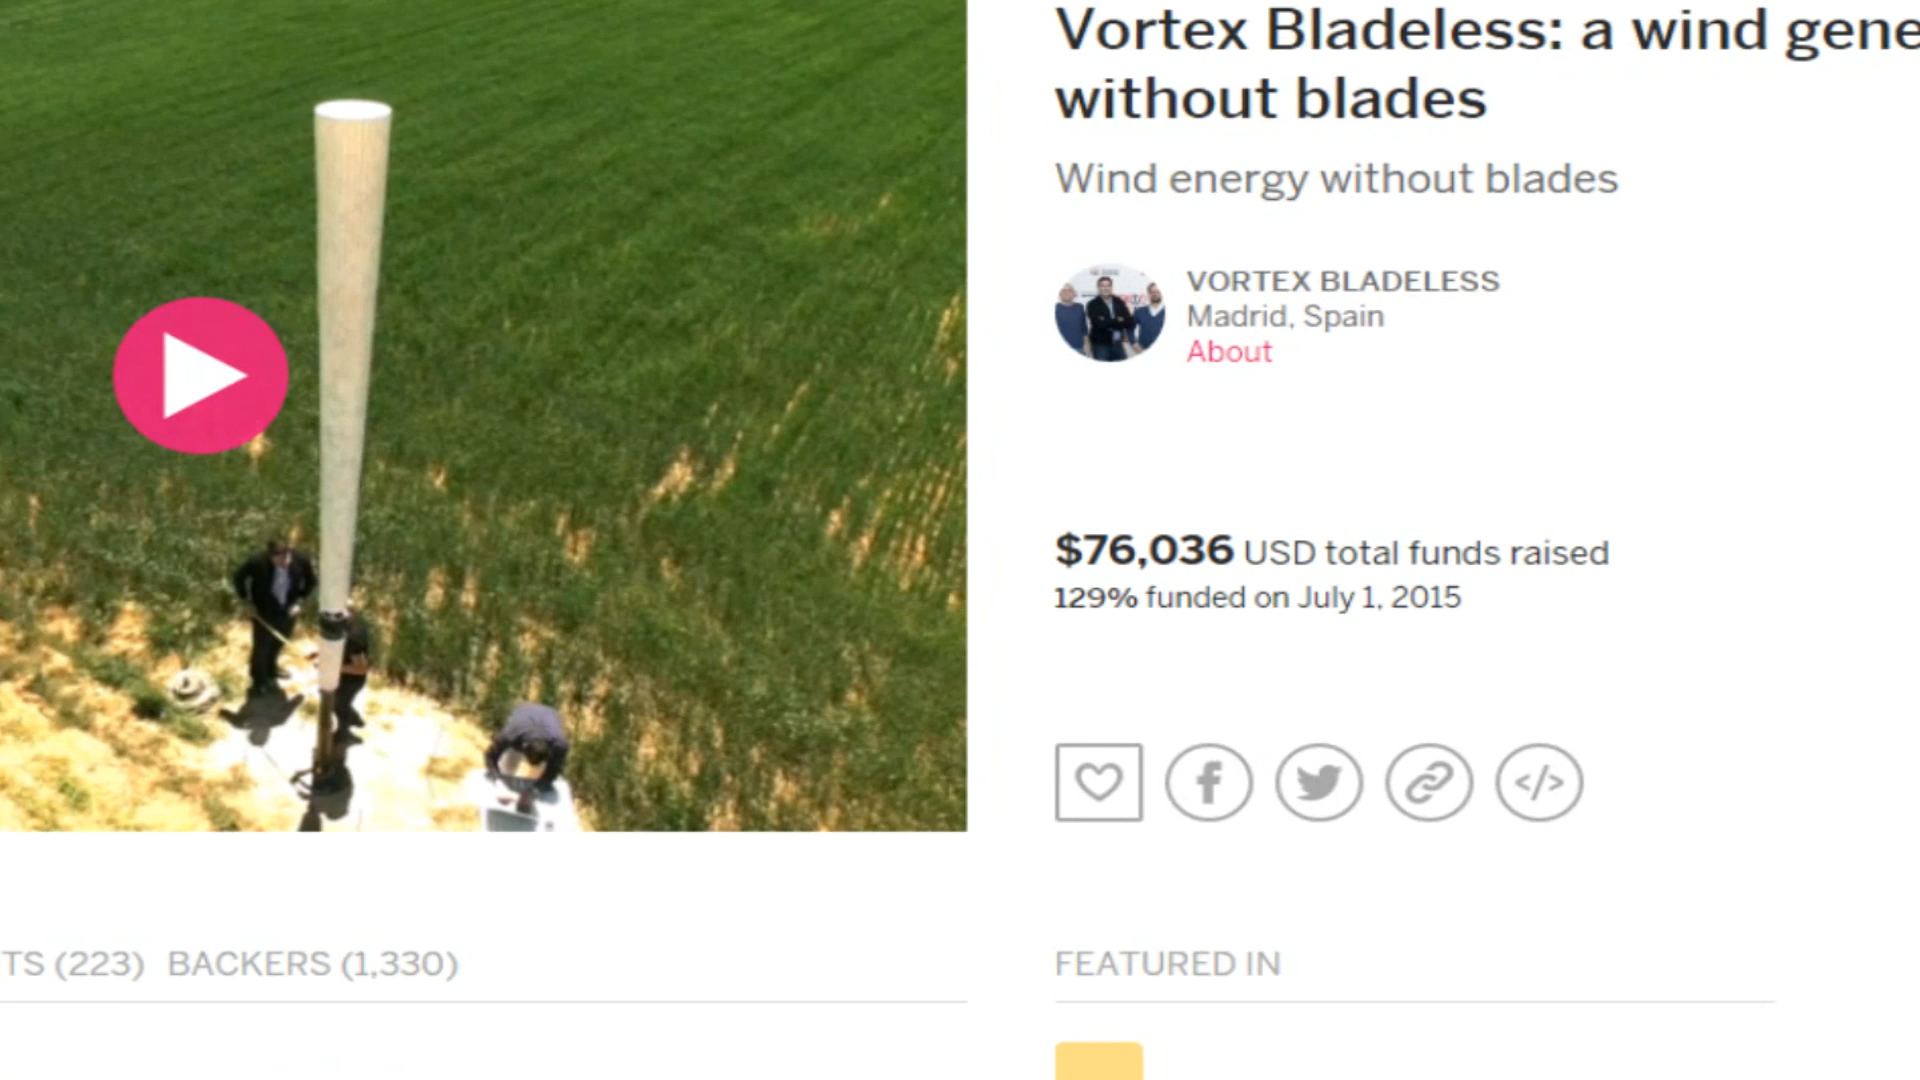 Vortex Bladeless: a wind gene
without blades
Wind energy without blades
VORTEX BLADELESS
Madrid, Spain
About
$76,036 USD total funds raised
129% funded on July 1, 2015
TS (223) BACKERS (1,330)
FEATURED IN